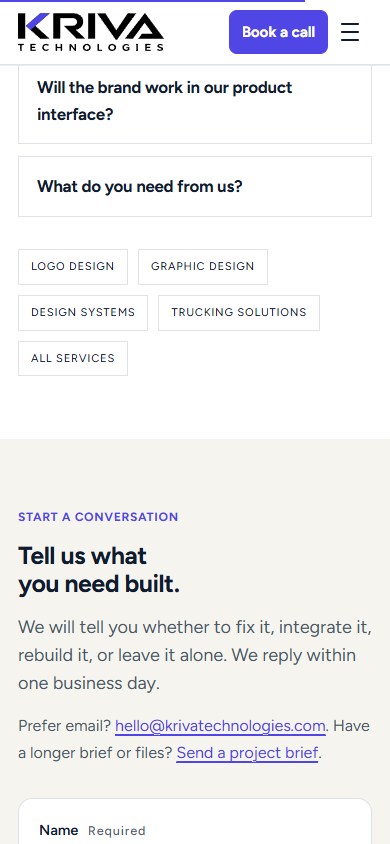 KRIVA
TECHNOLOGIES
Book a call
Will the brand work in our product
interface?
What do you need from us?
LOGO DESIGN
GRAPHIC DESIGN
DESIGN SYSTEMS
TRUCKING SOLUTIONS
ALL SERVICES
START A CONVERSATION
Tell us what
you need built.
We will tell you whether to fix it, integrate it,
rebuild it, or leave it alone. We reply within
one business day.
Prefer email? hello@krivatechnologies.com. Have
a longer brief or files? Send a project brief.
Name Required